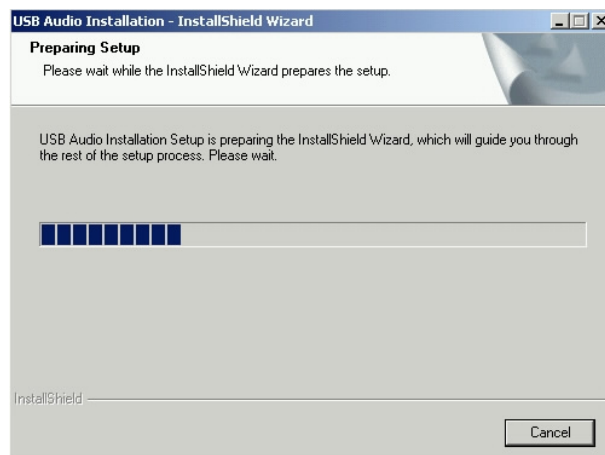 USB Audio Installation - InstallShield Wizard
Preparing Setup
Please wait while the InstallShield Wizard prepares the setup.
USB Audio Installation Setup is preparing the InstallShield Wizard, which will guide you through
the rest of the setup process. Please wait.
InstallShield
Cancel